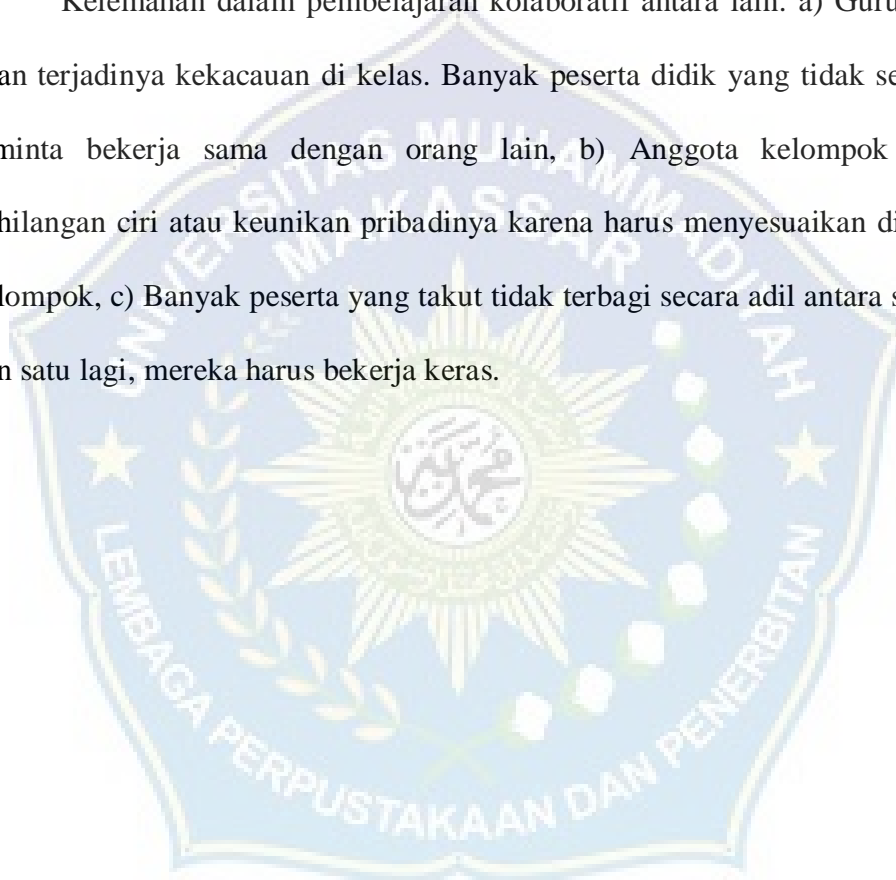 Kelemahan dalam pembelajaran kolaboratif antara lain: a) Guru
an terjadinya kekacauan di kelas. Banyak peserta didik yang tidak se
minta bekerja sama dengan orang lain, b) Anggota kelompok
hilangan ciri atau keunikan pribadinya karena harus menyesuaikan di
lompok, c) Banyak peserta yang takut tidak terbagi secara adil antara s
n satu lagi, mereka harus bekerja keras.
UNIVERSITAS MUHAMMADIYAH
MAKASSAR
LEMBAGA PERPUSTAKAAN DAN PENERBITAN